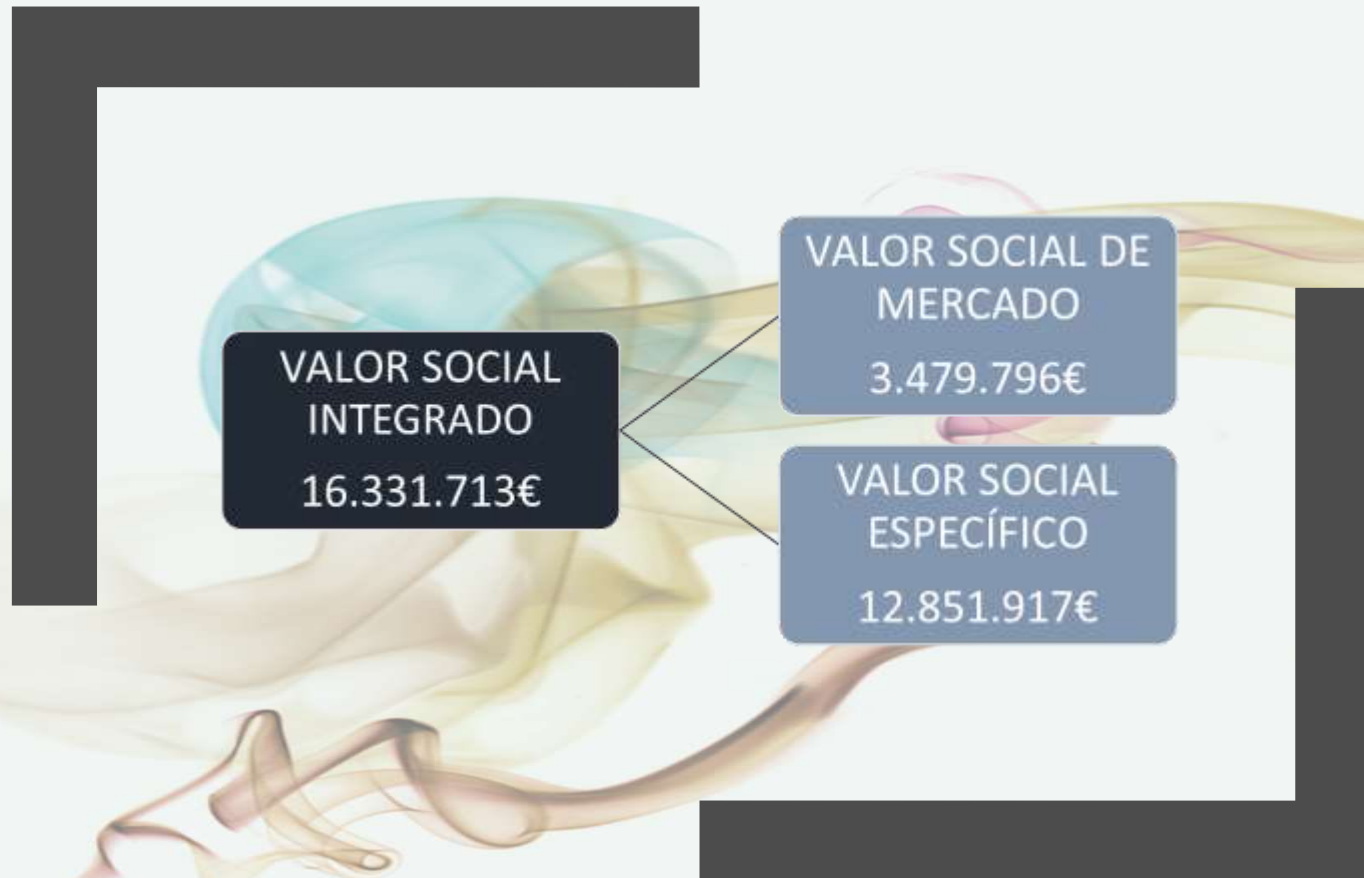 VALOR SOCIAL
INTEGRADO
16.331.713€
VALOR SOCIAL DE
MERCADO
3.479.796€
VALOR SOCIAL
ESPECÍFICO
12.851.917€